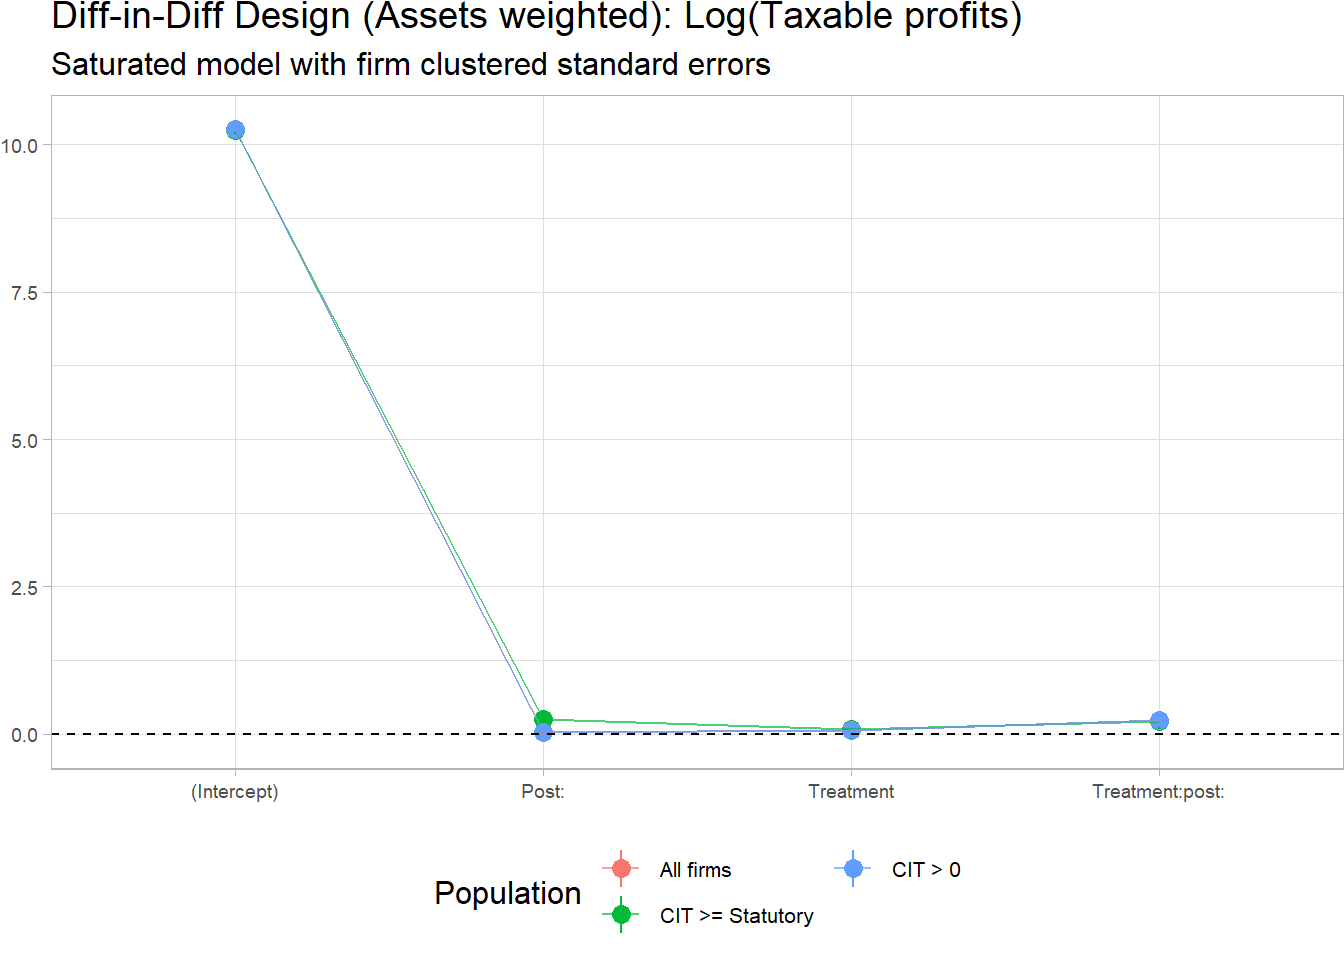 Diff-in-Diff Design (Assets weighted): Log(Taxable profits)
Saturated model with firm clustered standard errors
10.0
7.5
5.0
2.5
0.0
(Intercept) Post: Treatment Treatment:post:
Population
All firms
CIT >= Statutory
CIT > 0